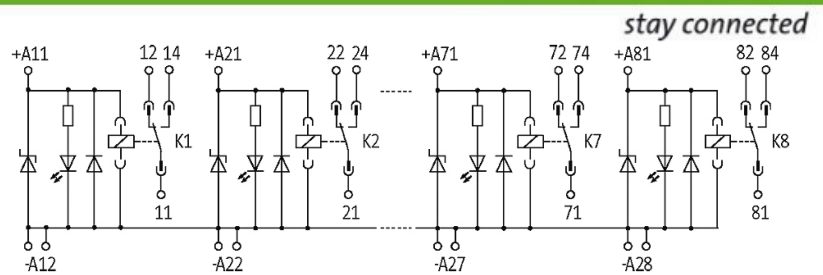 stay connected
+A11 12 14 +A21 22 24 +A71 72 74 +A81 82 84
K1 K2 K7 K8
11 21 71 81
-A12 -A22 -A27 -A28